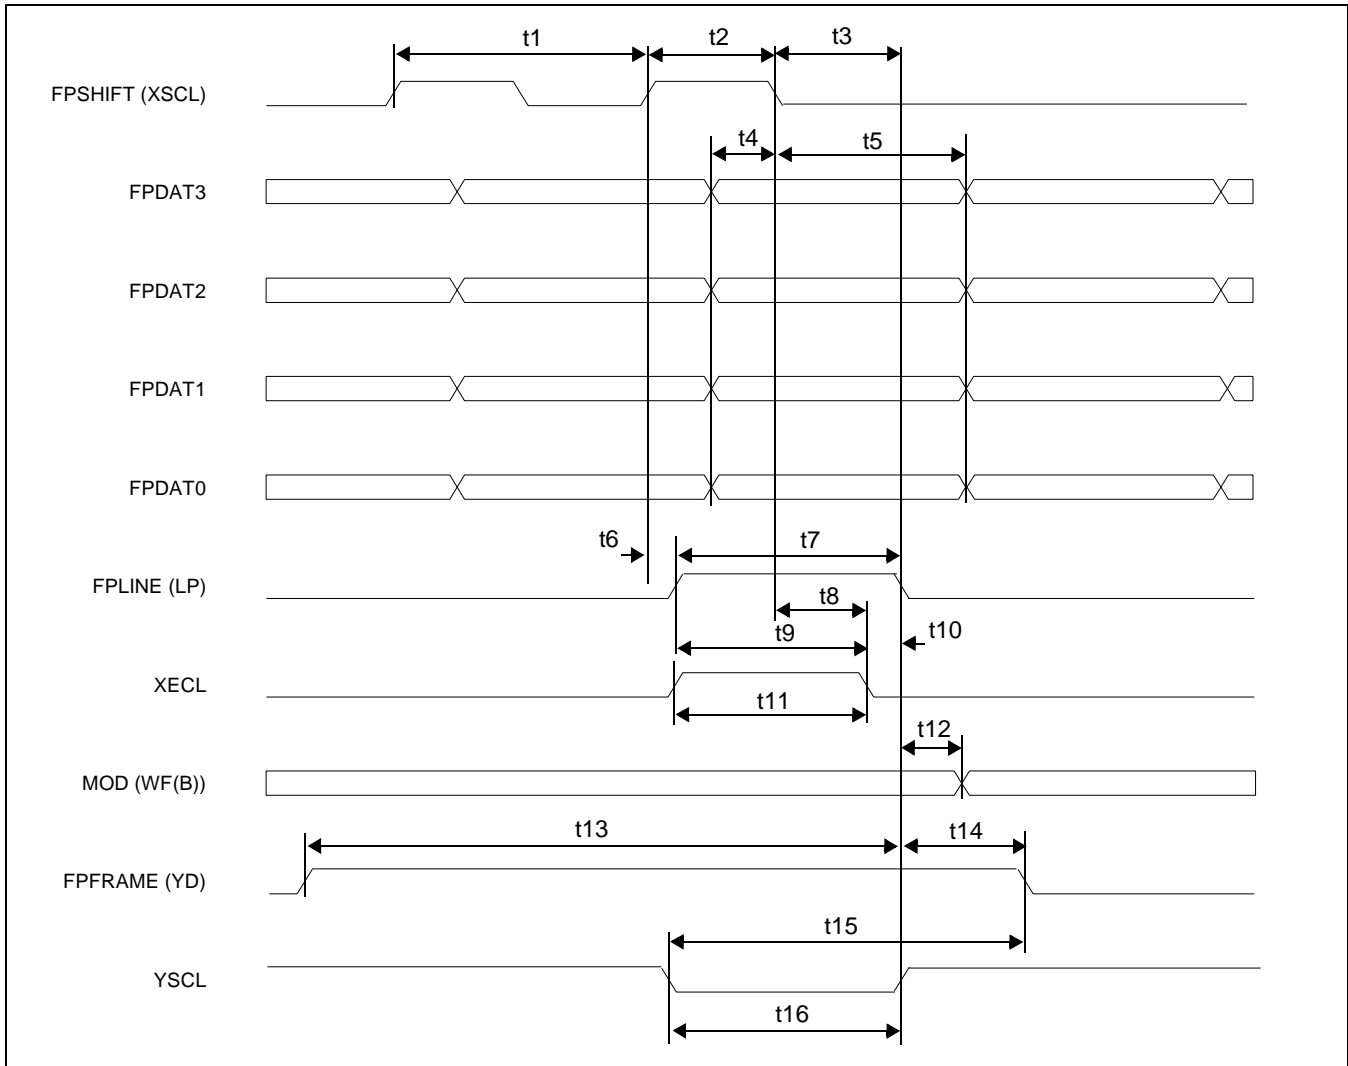 t1 t2 t3
FPSHIFT (XSCL)
t4 t5
FPDAT3
FPDAT2
FPDAT1
FPDAT0
t6 t7
FPLINE (LP)
t8
t9 t10
XECL
t11
t12
MOD (WF(B))
t13 t14
FPFRAME (YD)
t15
YSCL
t16